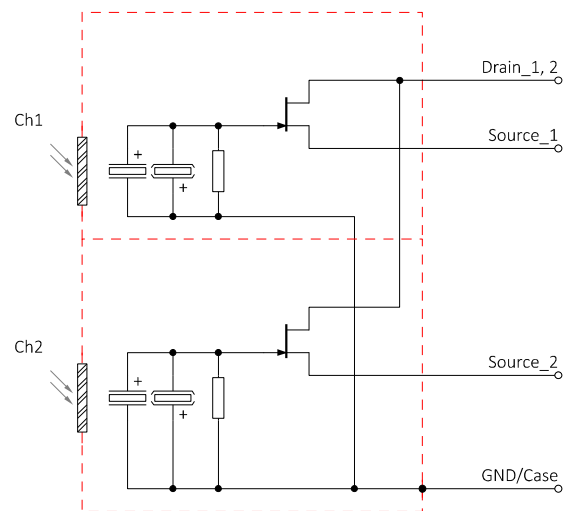 Drain_1, 2
Ch1
Source_1
+
+
Ch2
Source_2
+
+
GND/Case